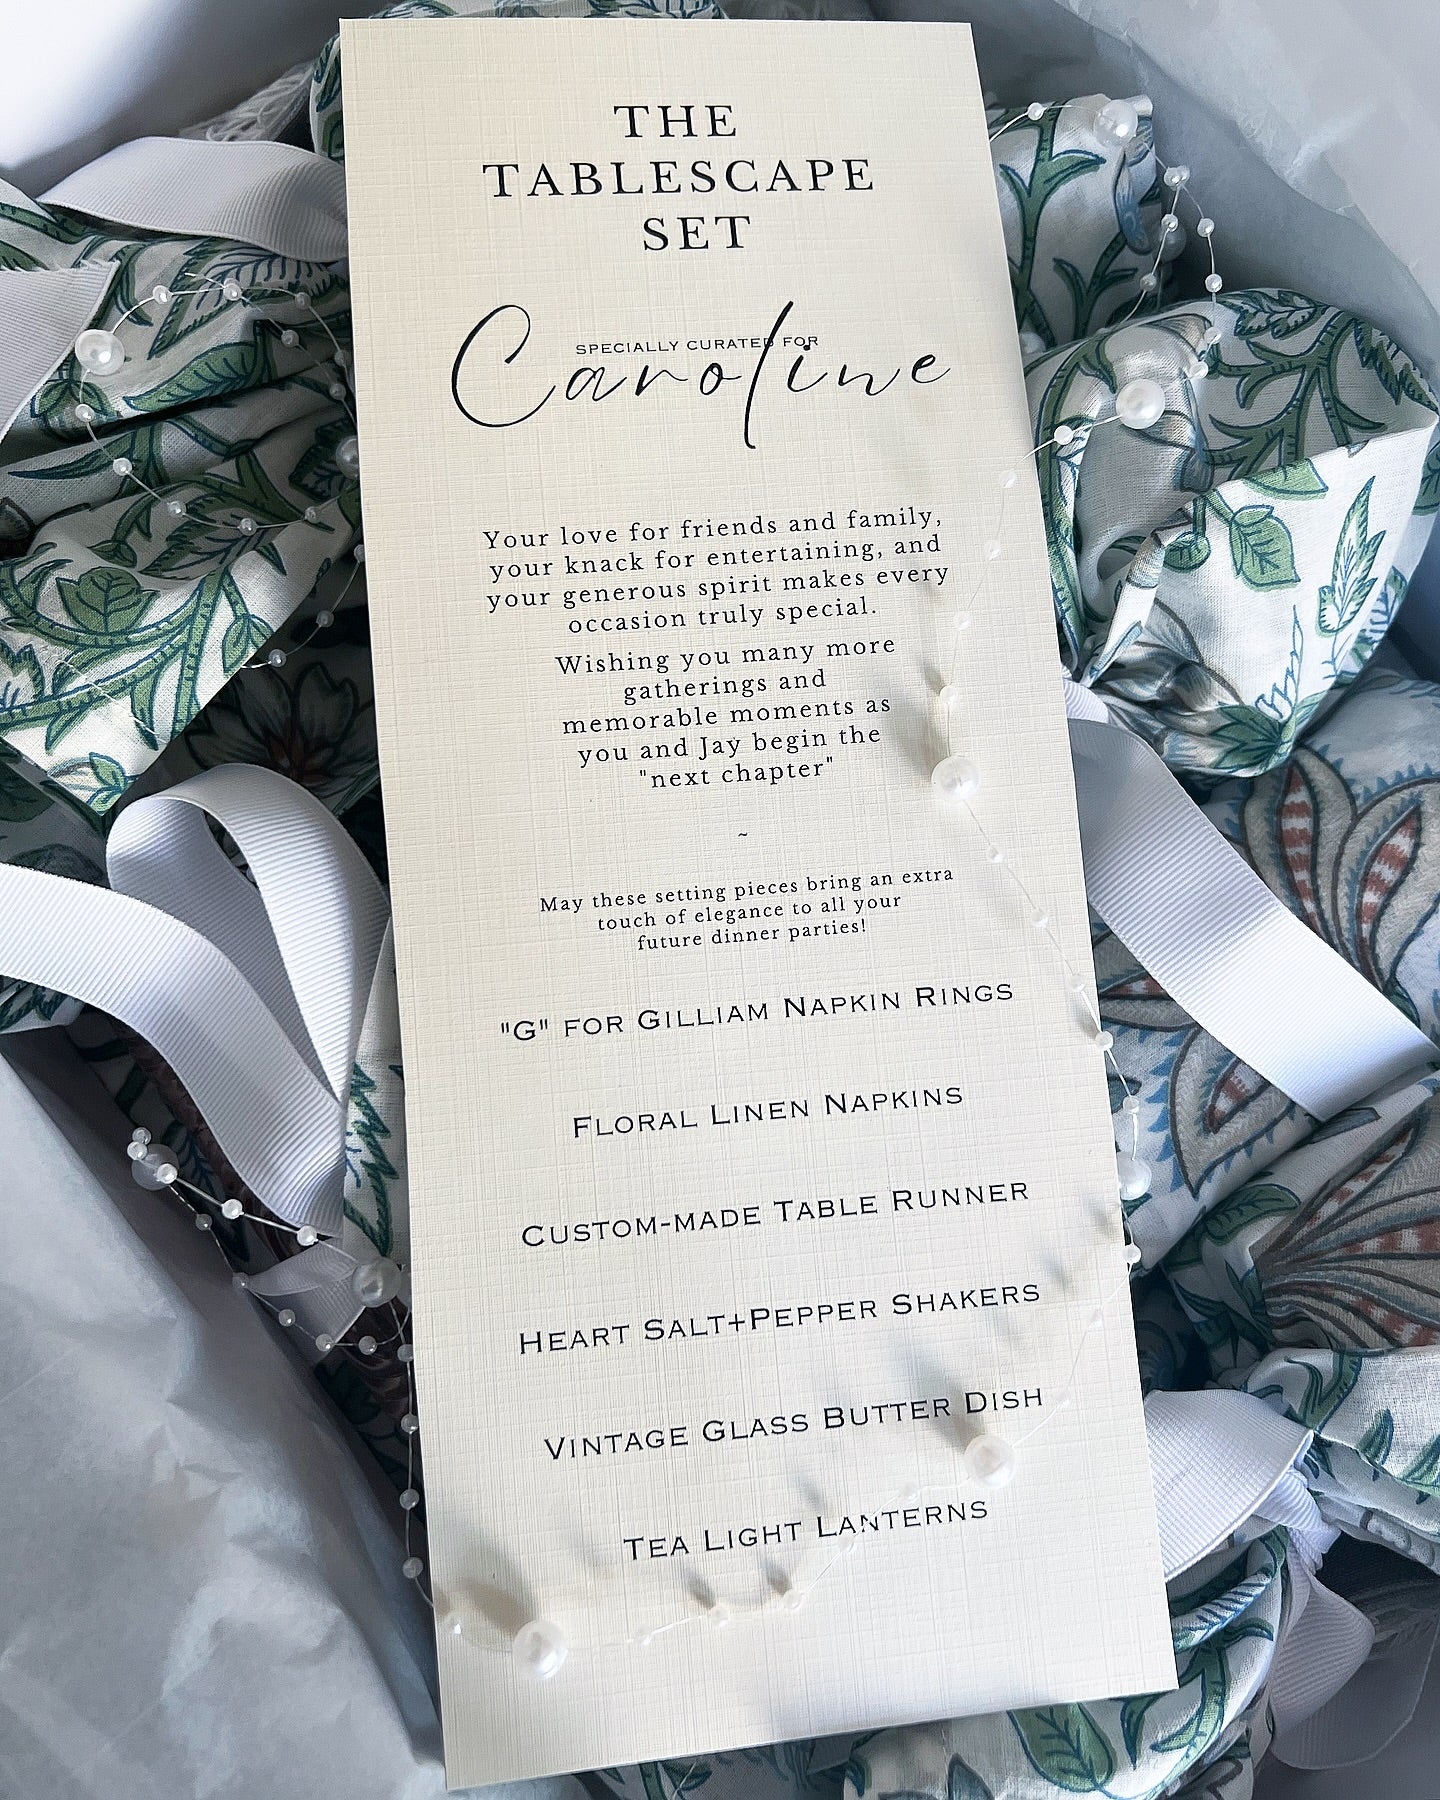 THE
TABLESCAPE
SET
SPECIALLY CURATED FOR
Caroline
Your love for friends and family,
your knack for entertaining, and
your generous spirit makes every
occasion truly special.
Wishing you many more
gatherings and
memorable moments as
you and Jay begin the
"next chapter"
~
May these setting pieces bring an extra
touch of elegance to all your
future dinner parties!
"G" FOR GILLIAM NAPKIN RINGS
FLORAL LINEN NAPKINS
CUSTOM-MADE TABLE RUNNER
HEART SALT+PEPPER SHAKERS
VINTAGE GLASS BUTTER DISH
TEA LIGHT LANTERNS